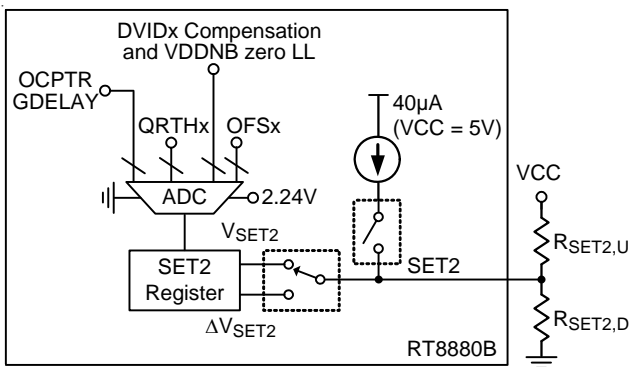 DVIDx Compensation
and VDDNB zero LL
OCPTR
GDELAY
QRTHx
OFSx
40µA
(VCC = 5V)
VCC
ADC
2.24V
VSET2
RSET2,U
SET2
Register
SET2
ΔVSET2
RSET2,D
RT8880B